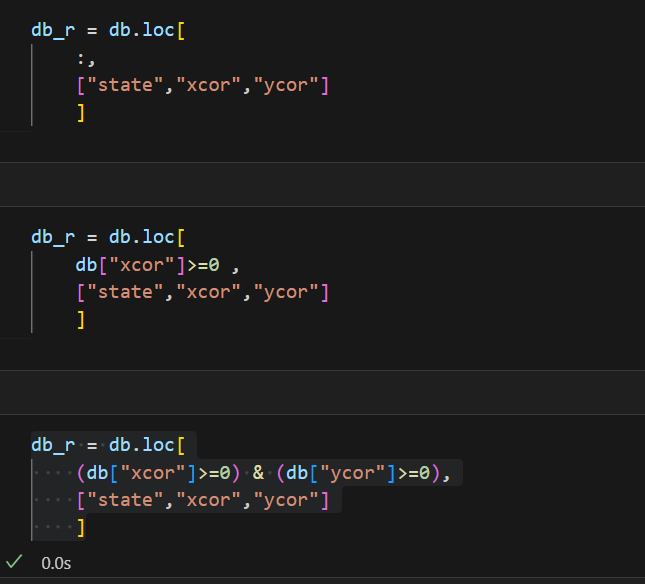 db_r = db.loc[
:,
["state","xcor","ycor"]
]
db_r = db.loc[
db["xcor"]>=0 ,
["state","xcor","ycor"]
]
db_r = db.loc[
(db["xcor"]>=0) & (db["ycor"]>=0),
["state","xcor","ycor"]
]
0.0s